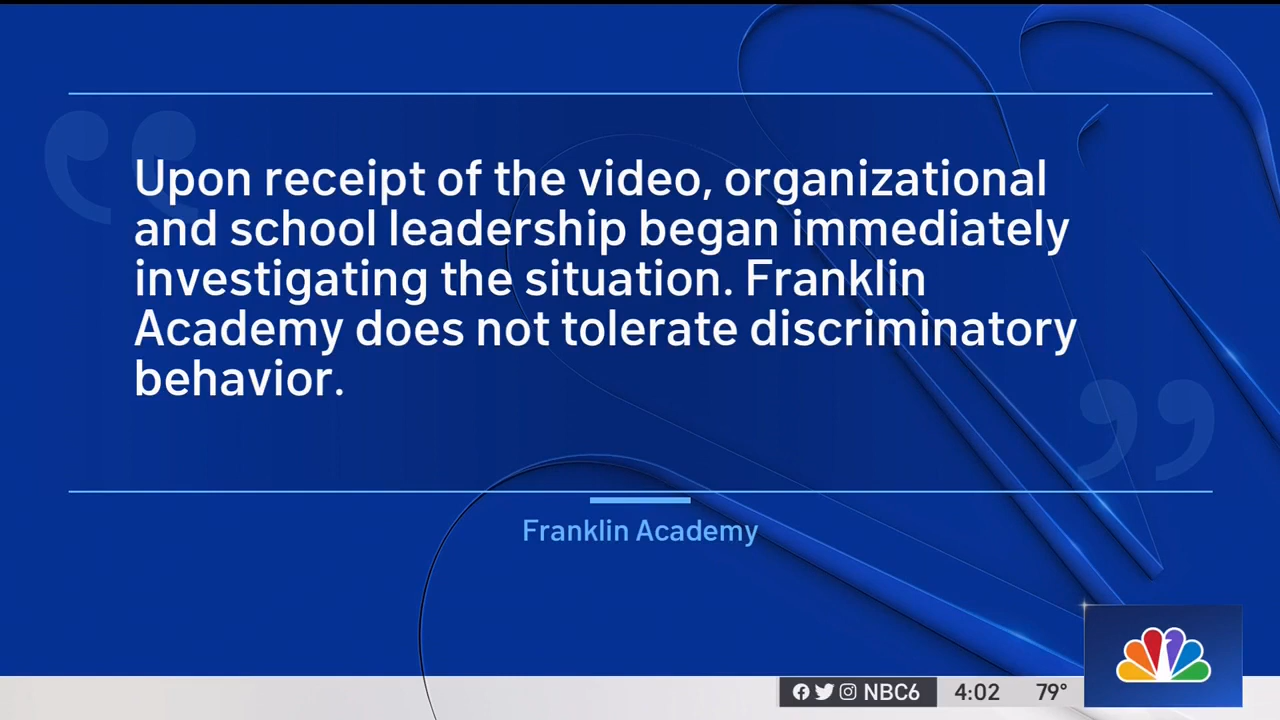 Upon receipt of the video, organizational
and school leadership began immediately
investigating the situation. Franklin
Academy does not tolerate discriminatory
behavior.
Franklin Academy
NBC6 4:02 79°